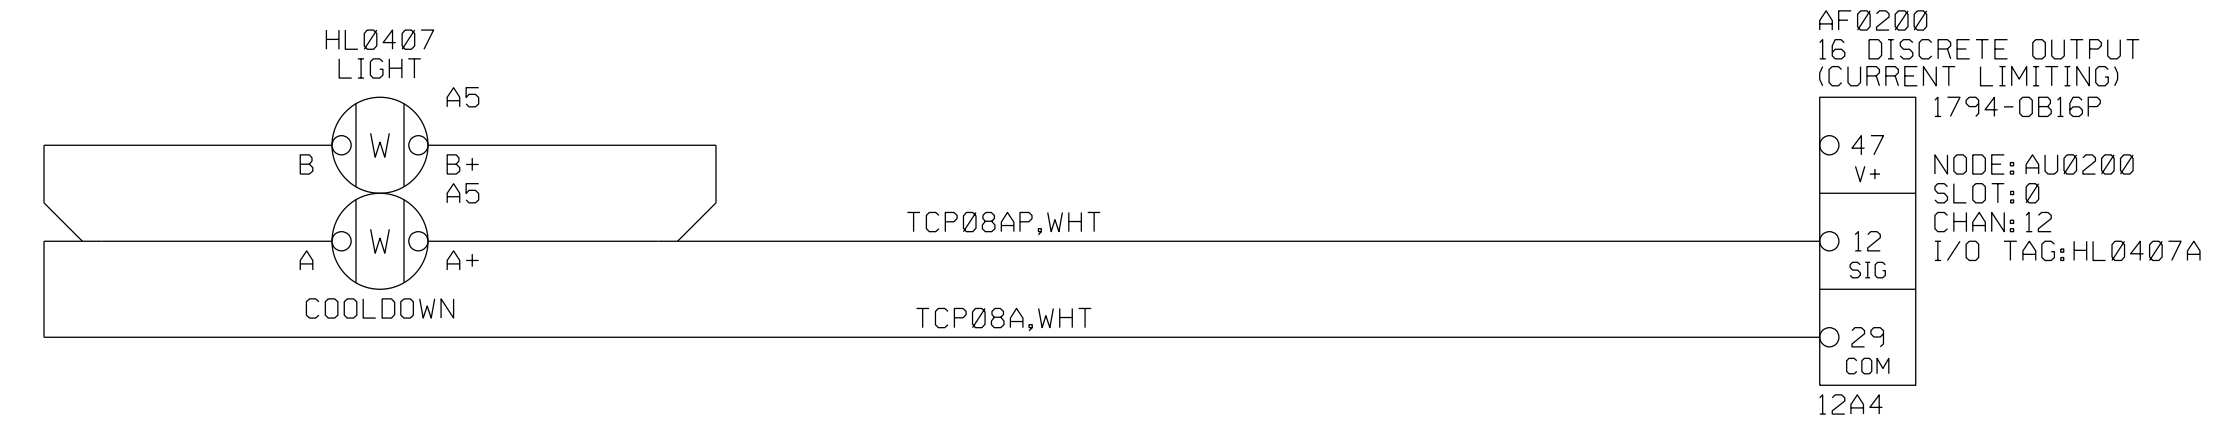 HLØ4Ø7
LIGHT
A5
W
B
B+
A5
W
A
A+
COOLDOWN
TCPØ8AP,WHT
TCPØ8A,WHT
AFØ2ØØ
16 DISCRETE OUTPUT
(CURRENT LIMITING)
1794-OB16P
47
V+
NODE:AUØ2ØØ
SLOT:Ø
CHAN:12
I/O TAG:HLØ4Ø7A
12
SIG
29
COM
12A4